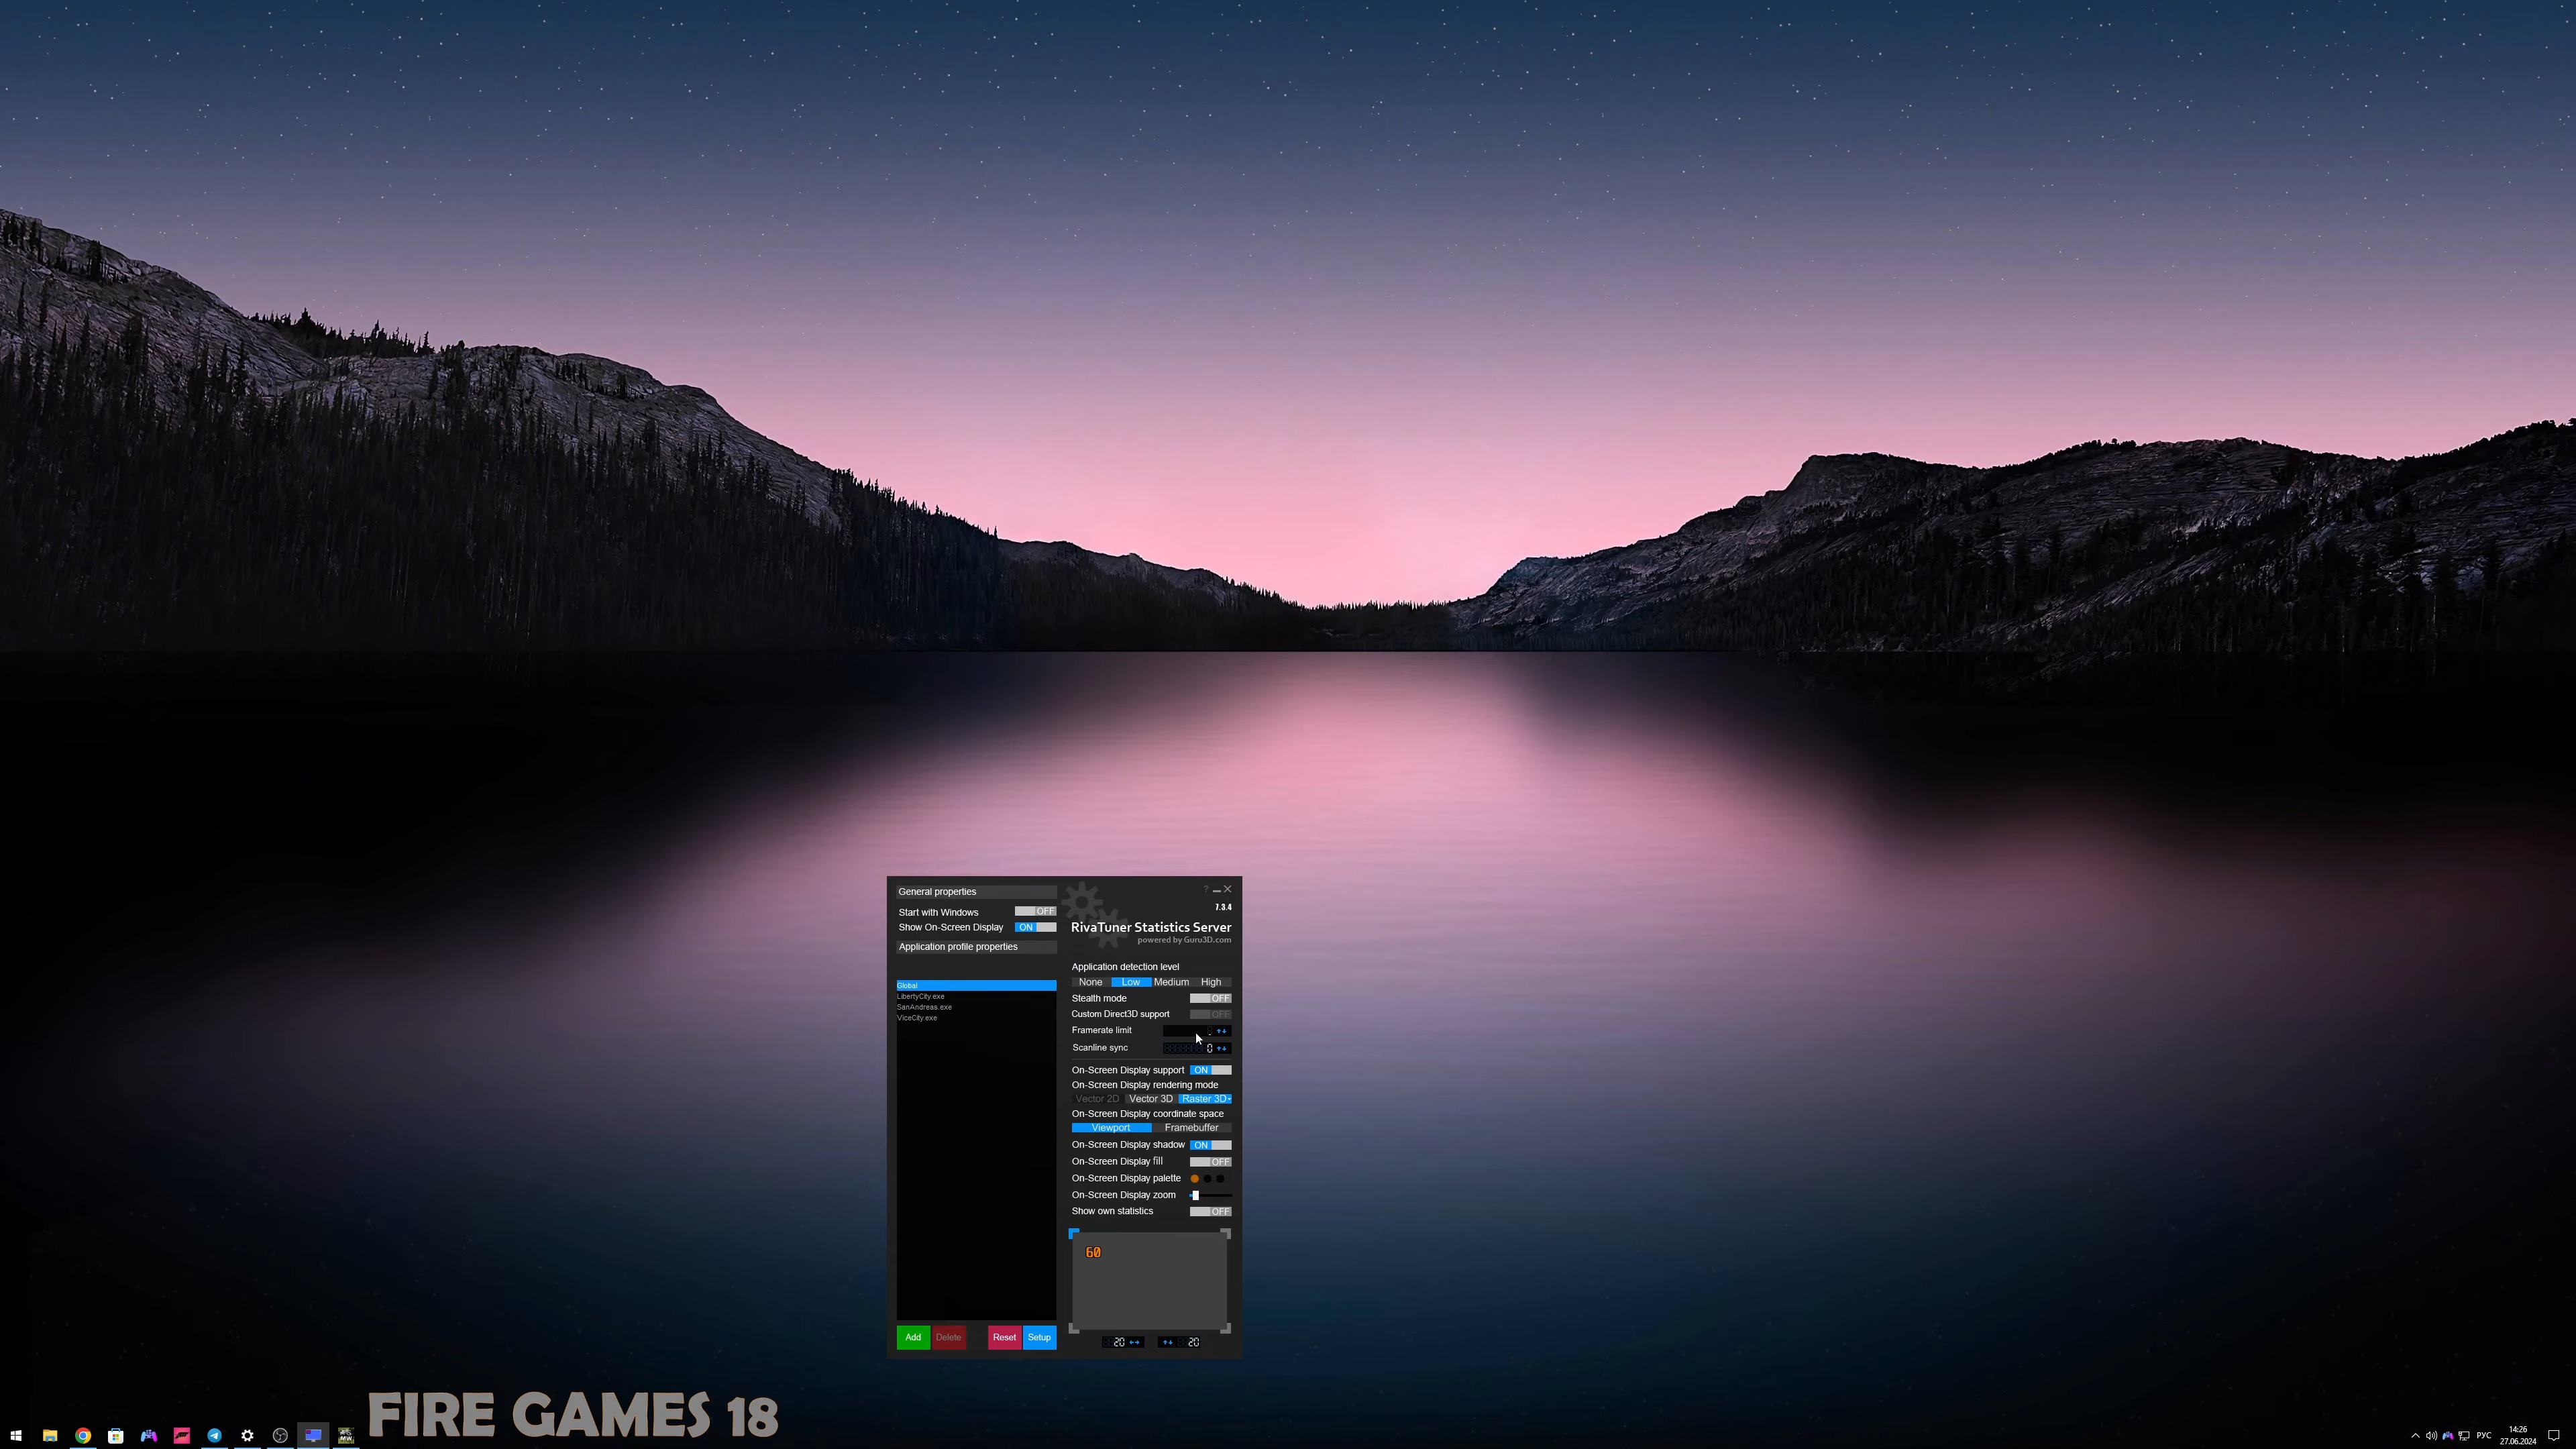 General properties
Start with Windows OFF
Show On-Screen Display ON
Application profile properties
Global
LibertyCity.exe
SanAndreas.exe
ViceCity.exe
Add Delete Reset Setup
?
7.3.4
RivaTuner Statistics Server
powered by Guru3D.com
Application detection level
None Low Medium High
Stealth mode OFF
Custom Direct3D support OFF
Framerate limit
Scanline sync 0
On-Screen Display support ON
On-Screen Display rendering mode
Vector 2D Vector 3D Raster 3D
On-Screen Display coordinate space
Viewport Framebuffer
On-Screen Display shadow ON
On-Screen Display fill OFF
On-Screen Display palette
On-Screen Display zoom
Show own statistics OFF
60
20 20
FIRE GAMES 18
РУС
14:26
27.06.2024